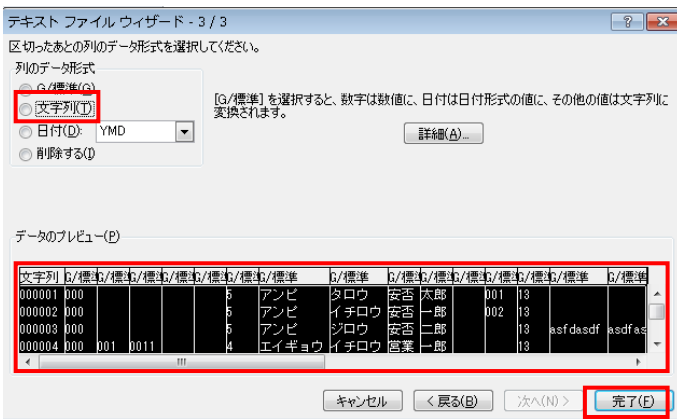 テキスト ファイル ウィザード - 3 / 3
区切ったあとの列のデータ形式を選択してください。
列のデータ形式
G/標準(G)
文字列(T)
日付(D): YMD
削除する(I)
[G/標準] を選択すると、数字は数値に、日付は日付形式の値に、その他の値は文字列に
変換されます。
詳細(A)...
データのプレビュー(P)
文字列 G/標準 G/標準 G/標準 G/標準 G/標準 G/標準 G/標準 G/標準 G/標準 G/標準 G/標準 G/標準 G/標準 G/標準 G/標準
000001 000 5 アンピ タロウ 安否 太郎 001 13
000002 000 5 アンピ イチロウ 安否 一郎 002 13
000003 000 5 アンピ ジロウ 安否 二郎 13 asfdasdf asdfas
000004 000 001 0011 4 エイギョウ イチロウ 営業 一郎 13
キャンセル < 戻る(B) 次へ(N) > 完了(F)